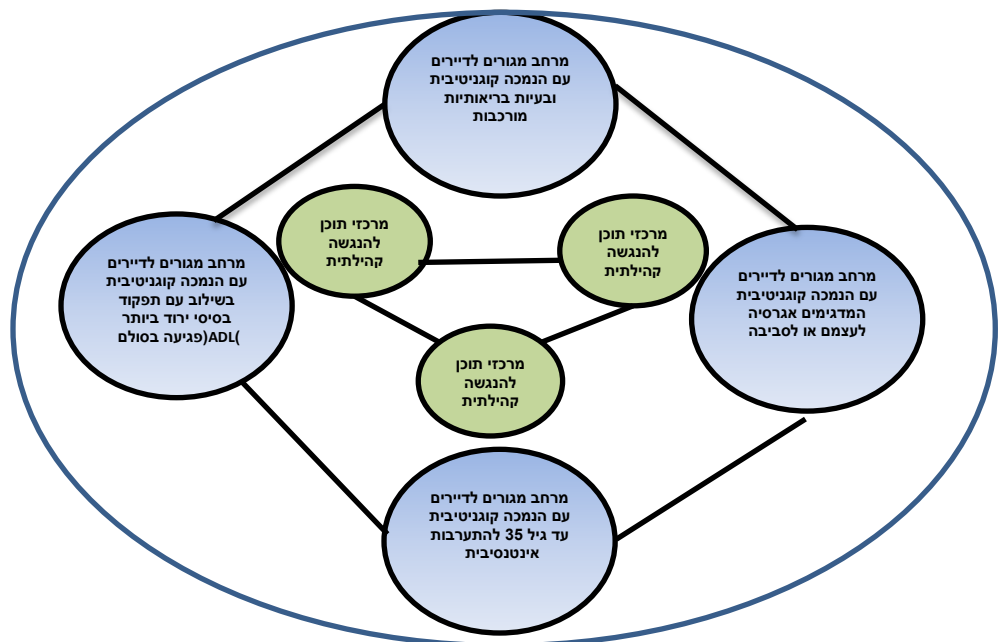 מרחב מגורים לדיירים
עם הנמכה קוגניטיבית
ובעיות בריאותיות
מורכבות
מרכזי תוכן
להנגשה
קהילתית
מרכזי תוכן
להנגשה
קהילתית
מרחב מגורים לדיירים
עם הנמכה קוגניטיבית
המדגימים אגרסיה
לעצמם או לסביבה
מרחב מגורים לדיירים
עם הנמכה קוגניטיבית
בשילוב עם תפקוד
בסיסי ירוד ביותר
)ADL(פגיעה בסולם
מרכזי תוכן
להנגשה
קהילתית
מרחב מגורים לדיירים
עם הנמכה קוגניטיבית
עד גיל 35 להתערבות
אינטנסיבית